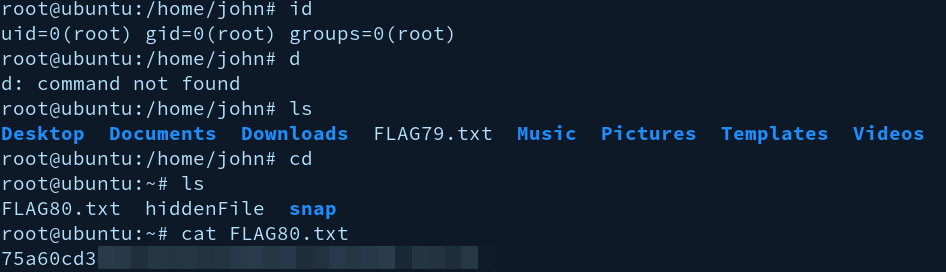 root@ubuntu:/home/john# id
uid=0(root) gid=0(root) groups=0(root)
root@ubuntu:/home/john# d
d: command not found
root@ubuntu:/home/john# ls
Desktop  Documents  Downloads  FLAG79.txt  Music  Pictures  Templates  Videos
root@ubuntu:/home/john# cd
root@ubuntu:~# ls
FLAG80.txt  hiddenFile  snap
root@ubuntu:~# cat FLAG80.txt
75a60cd3